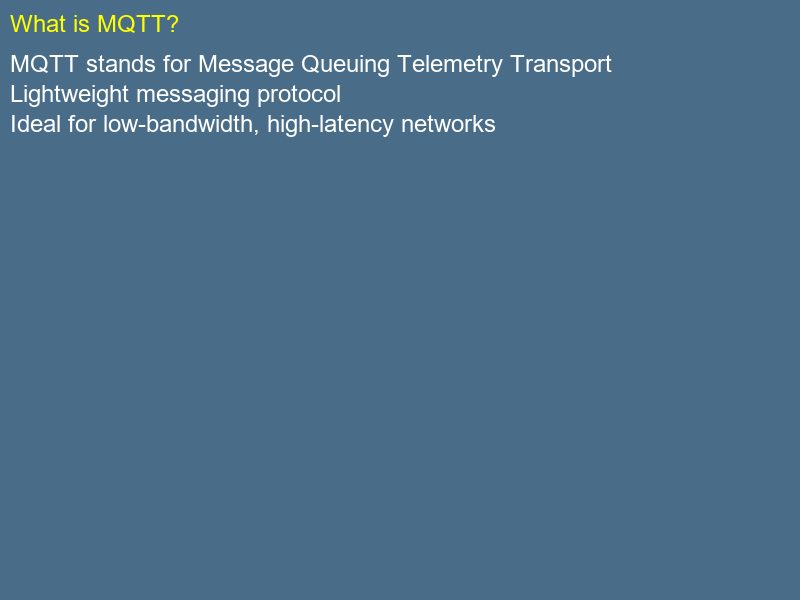 What is MQTT?
MQTT stands for Message Queuing Telemetry Transport
Lightweight messaging protocol
Ideal for low-bandwidth, high-latency networks